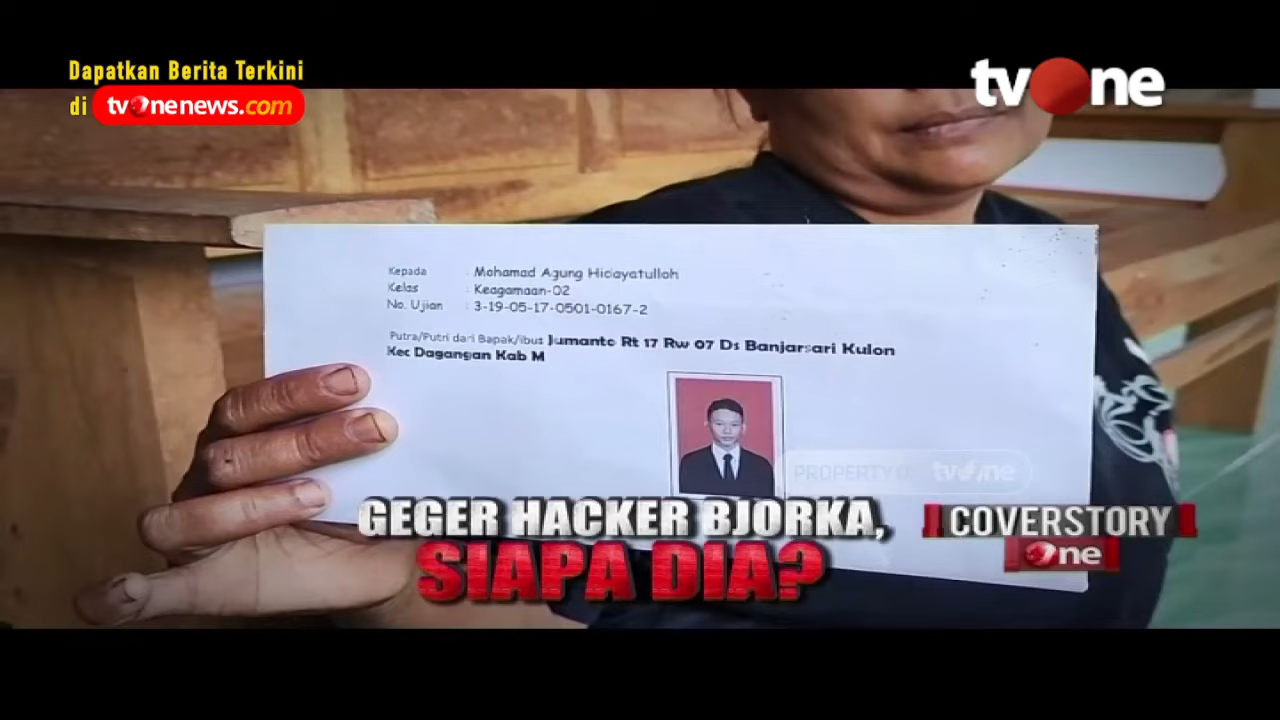 Dapatkan Berita Terkini
di tvonenews.com
tvOne
Kepada : Mohamad Agung Hidayatulloh
Kelas : Keagamaan-02
No. Ujian : 3-19-05-17-0501-0167-2
Putra/Putri dari Bapak/ibu: Jumanto Rt 17 Rw 07 Ds Banjarsari Kulon
Kec Dagangan Kab M
PROPERTY OF tvOne
GEGER HACKER BJORKA,
SIAPA DIA?
COVERSTORY
One